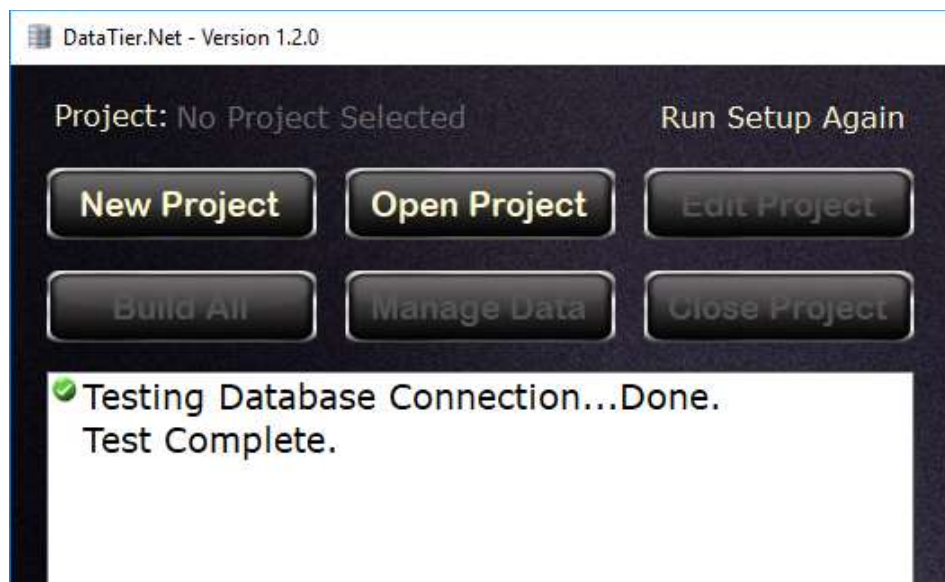 DataTier.Net - Version 1.2.0
Project: No Project Selected Run Setup Again
New Project Open Project Edit Project
Build All Manage Data Close Project
Testing Database Connection...Done.
Test Complete.